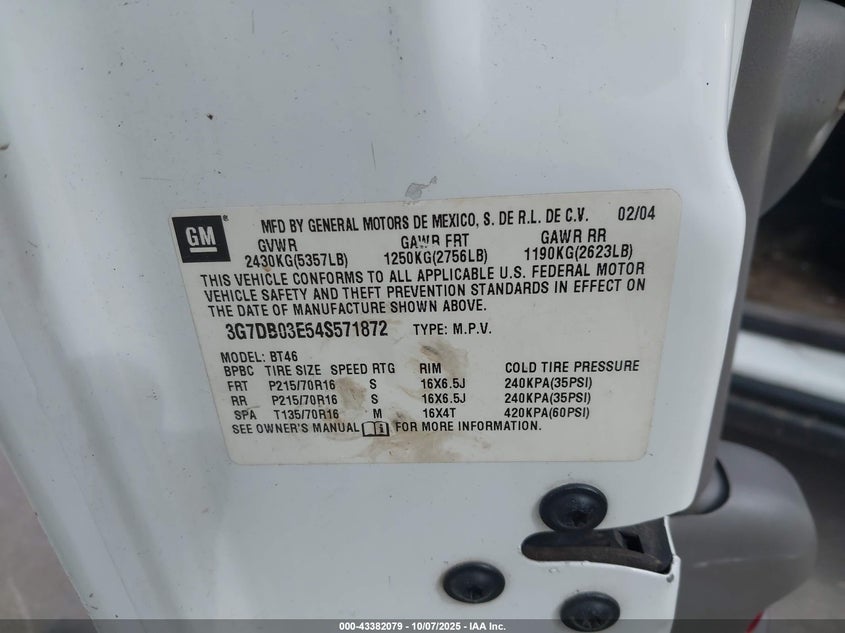 GM ®
MFD BY GENERAL MOTORS DE MEXICO, S. DE R.L. DE C.V. 02/04
GVWR GAWR FRT GAWR RR
2430KG(5357LB) 1250KG(2756LB) 1190KG(2623LB)
THIS VEHICLE CONFORMS TO ALL APPLICABLE U.S. FEDERAL MOTOR
VEHICLE SAFETY AND THEFT PREVENTION STANDARDS IN EFFECT ON
THE DATE OF MANUFACTURE SHOWN ABOVE.
3G7DB03E54S571872 TYPE: M.P.V.
MODEL: BT46
BPBC TIRE SIZE SPEED RTG RIM COLD TIRE PRESSURE
FRT P215/70R16 S 16X6.5J 240KPA(35PSI)
RR P215/70R16 S 16X6.5J 240KPA(35PSI)
SPA T135/70R16 M 16X4T 420KPA(60PSI)
SEE OWNER'S MANUAL FOR MORE INFORMATION.
000-43382079 - 10/07/2025 - IAA Inc.